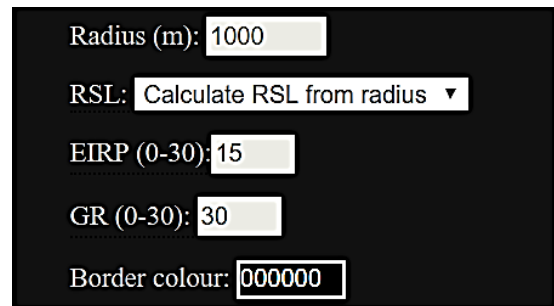 Radius (m): 1000
RSL: Calculate RSL from radius
EIRP (0-30): 15
GR (0-30): 30
Border colour: 000000